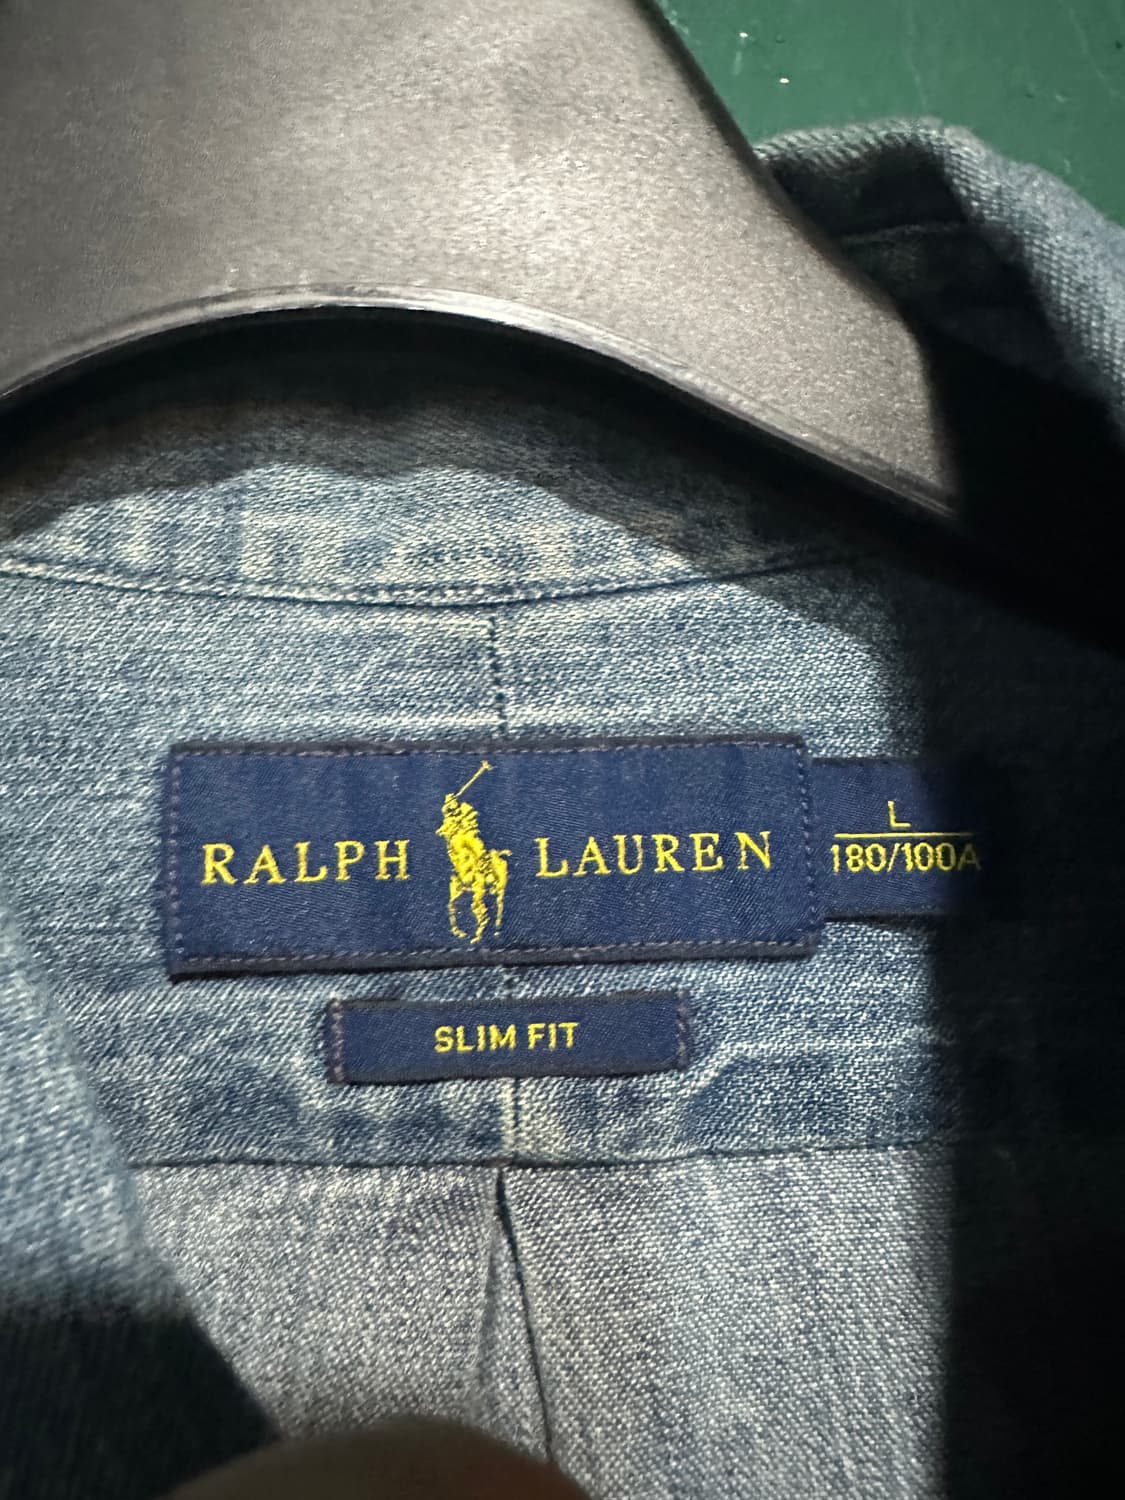 RALPH LAUREN
L
180/100A
SLIM FIT